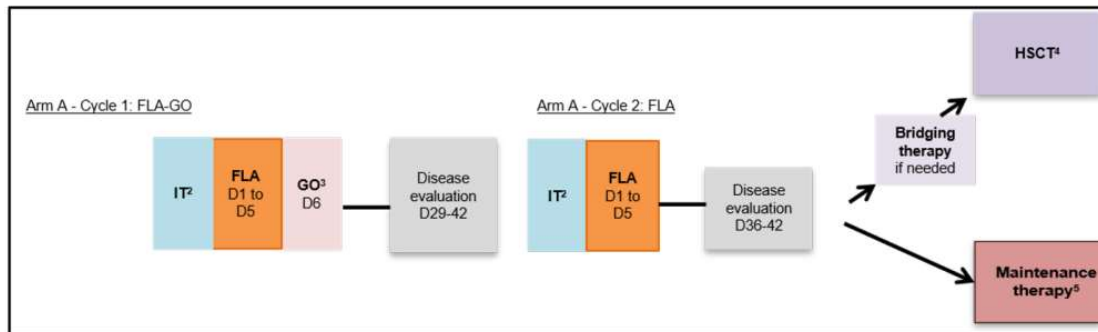 Arm A - Cycle 1: FLA-GO
IT²
FLA
D1 to
D5
GO³
D6
Disease
evaluation
D29-42
Arm A - Cycle 2: FLA
IT²
FLA
D1 to
D5
Disease
evaluation
D36-42
Bridging
therapy
if needed
HSCT⁴
Maintenance
therapy⁵